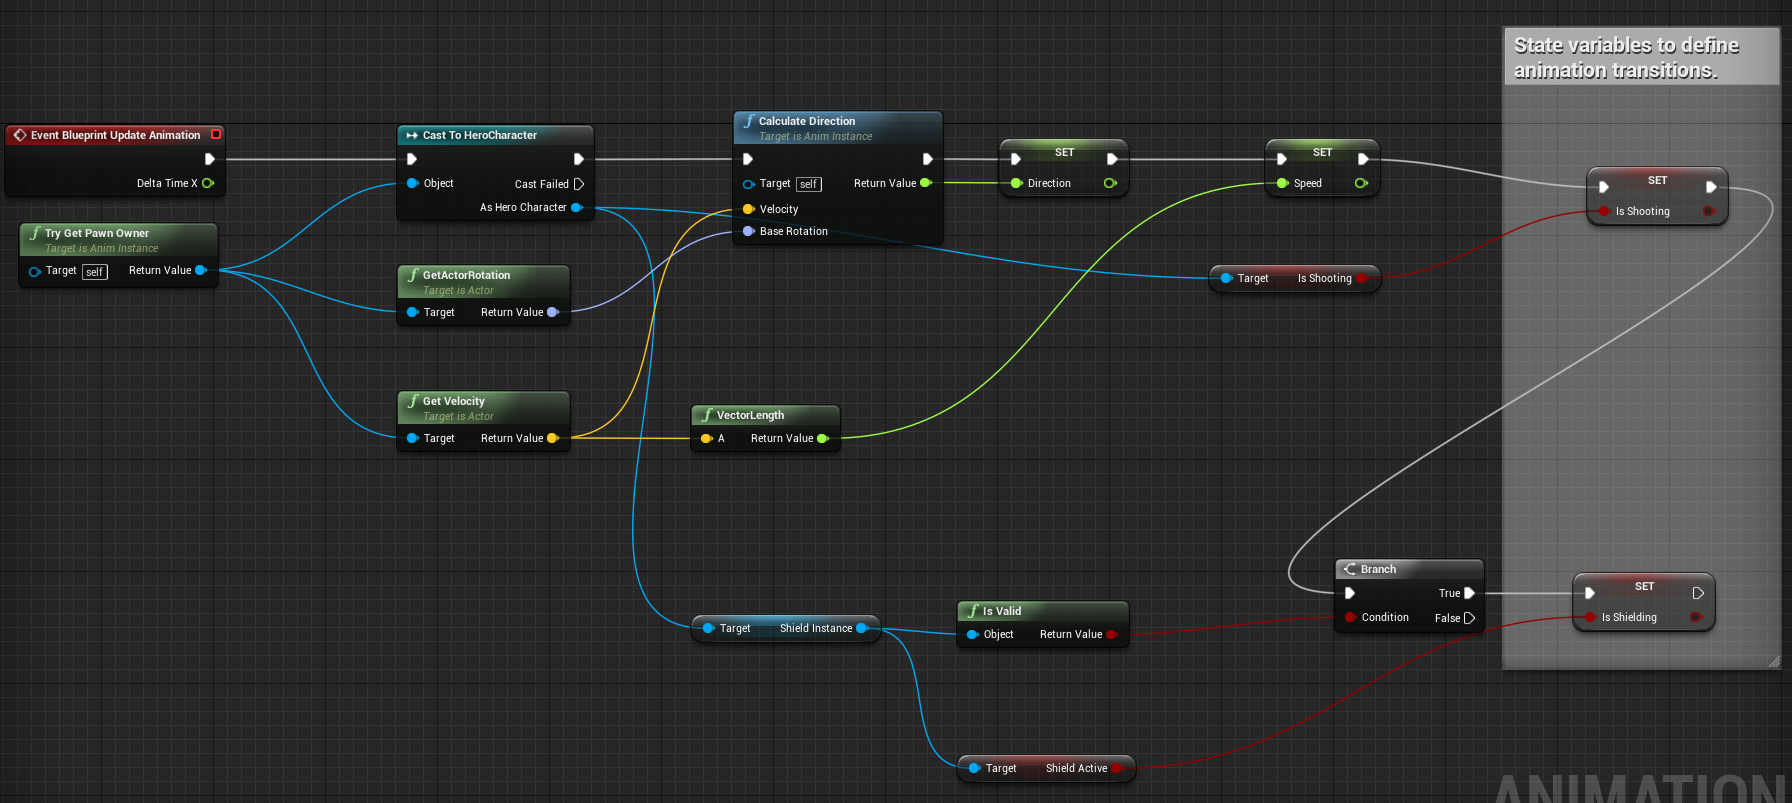 State variables to define
animation transitions.
Event Blueprint Update Animation
Delta Time X
Try Get Pawn Owner
Target is Anim Instance
Target self Return Value
Cast To HeroCharacter
Object Cast Failed
As Hero Character
GetActorRotation
Target is Actor
Target Return Value
Get Velocity
Target is Actor
Target Return Value
Calculate Direction
Target is Anim Instance
Target self Return Value
Velocity
Base Rotation
VectorLength
A Return Value
SET
Direction
SET
Speed
Target Is Shooting
SET
Is Shooting
Target Shield Instance
Is Valid
Object Return Value
Target Shield Active
Branch
True
Condition False
SET
Is Shielding
ANIMATION